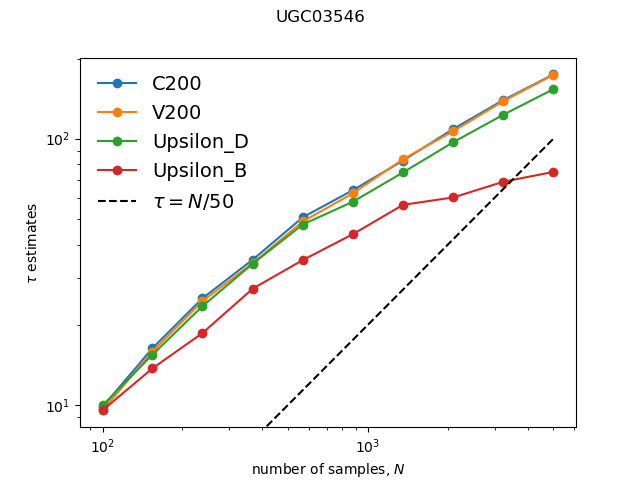 UGC03546
C200
V200
Upsilon_D
Upsilon_B
τ = N/50
10²
10¹
τ estimates
10² 10³
number of samples, N